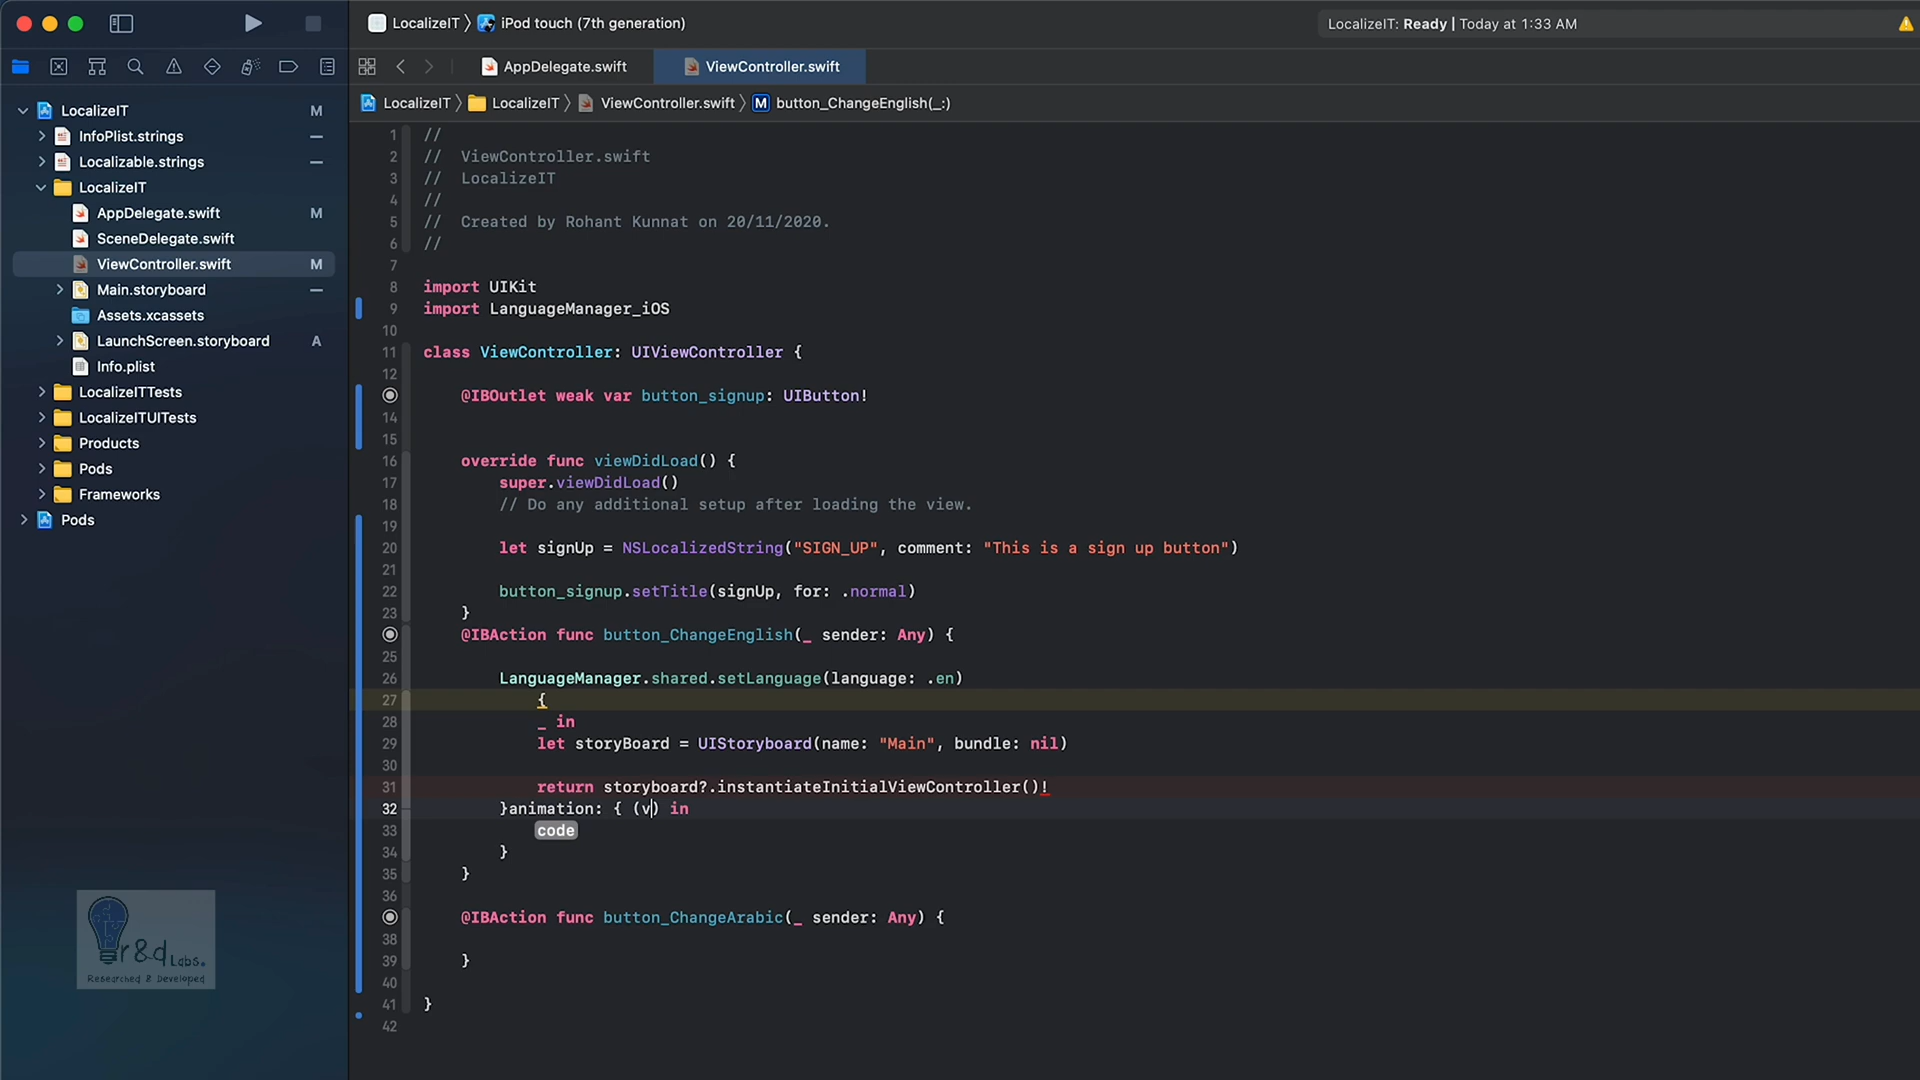 LocalizeIT 〉 iPod touch (7th generation)
LocalizeIT: Ready | Today at 1:33 AM
AppDelegate.swift
ViewController.swift
LocalizeIT 〉 LocalizeIT 〉 ViewController.swift 〉 M button_ChangeEnglish(_:)
LocalizeIT M
InfoPlist.strings
Localizable.strings
LocalizeIT
AppDelegate.swift M
SceneDelegate.swift
ViewController.swift M
Main.storyboard
Assets.xcassets
LaunchScreen.storyboard A
Info.plist
LocalizeITTests
LocalizeITUITests
Products
Pods
Frameworks
Pods
1 //
2 //  ViewController.swift
3 //  LocalizeIT
4 //
5 //  Created by Rohant Kunnat on 20/11/2020.
6 //
7
8 import UIKit
9 import LanguageManager_iOS
10
11 class ViewController: UIViewController {
12
@IBOutlet weak var button_signup: UIButton!
14
15
16 override func viewDidLoad() {
17 super.viewDidLoad()
18 // Do any additional setup after loading the view.
19
20 let signUp = NSLocalizedString("SIGN_UP", comment: "This is a sign up button")
21
22 button_signup.setTitle(signUp, for: .normal)
23 }
@IBAction func button_ChangeEnglish(_ sender: Any) {
25
26 LanguageManager.shared.setLanguage(language: .en)
27 {
28 _ in
29 let storyBoard = UIStoryboard(name: "Main", bundle: nil)
30
31 return storyboard?.instantiateInitialViewController()!
32 }animation: { (v) in
33 code
34 }
35 }
36
@IBAction func button_ChangeArabic(_ sender: Any) {
38
39 }
40
41 }
42
r&d Labs.
Researched & Developed